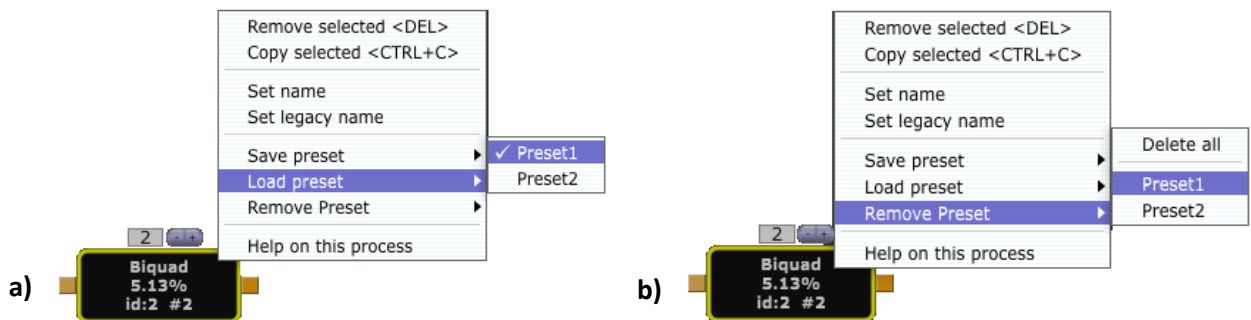 Remove selected <DEL>
Copy selected <CTRL+C>
Set name
Set legacy name
Save preset
Load preset
Remove Preset
Help on this process
✓ Preset1
Preset2
2 - +
Biquad
5.13%
id:2 #2
a)
Remove selected <DEL>
Copy selected <CTRL+C>
Set name
Set legacy name
Save preset
Load preset
Remove Preset
Help on this process
Delete all
Preset1
Preset2
2 - +
Biquad
5.13%
id:2 #2
b)